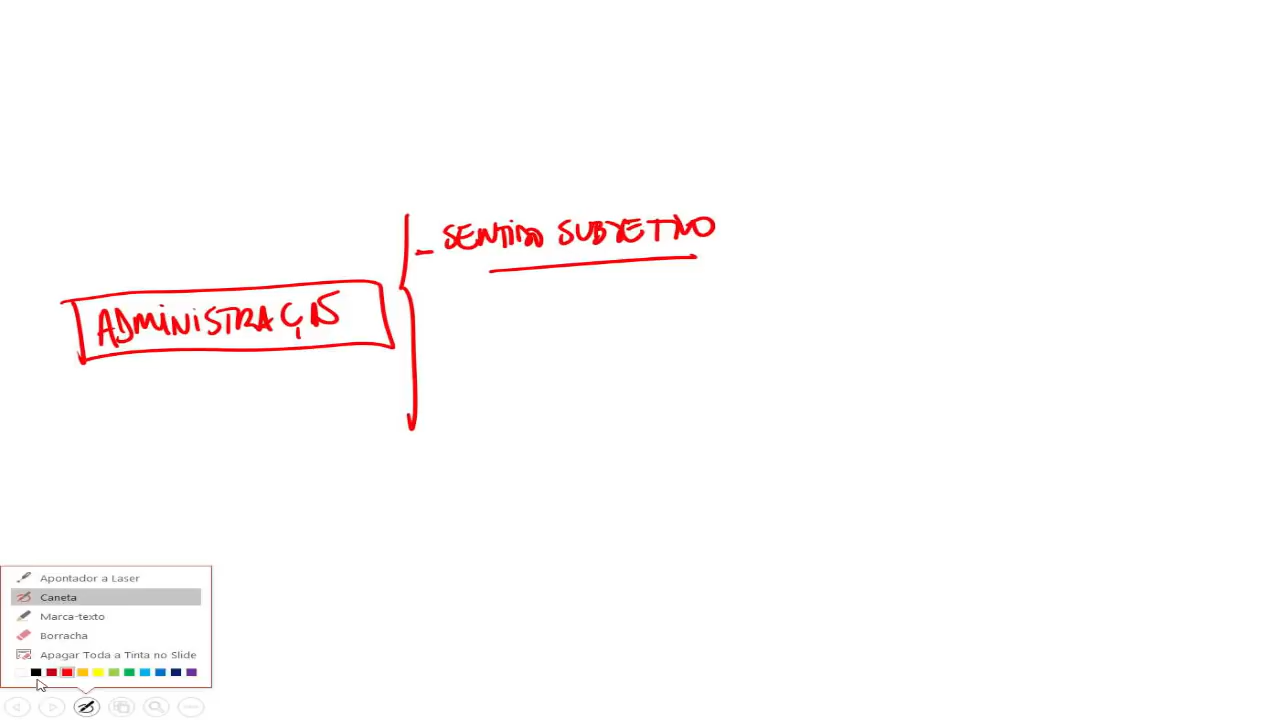 - SENTIDO SUBJETIVO
ADMINISTRAÇÃO
Apontador a Laser
Caneta
Marca-texto
Borracha
Apagar Toda a Tinta no Slide